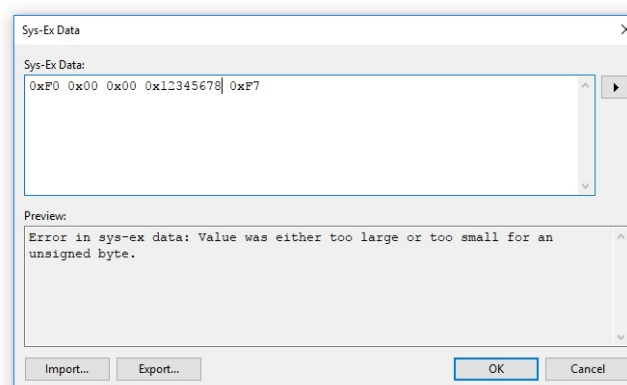 Sys-Ex Data
Sys-Ex Data:
0xF0 0x00 0x00 0x12345678 0xF7
Preview:
Error in sys-ex data: Value was either too large or too small for an
unsigned byte.
Import... Export... OK Cancel